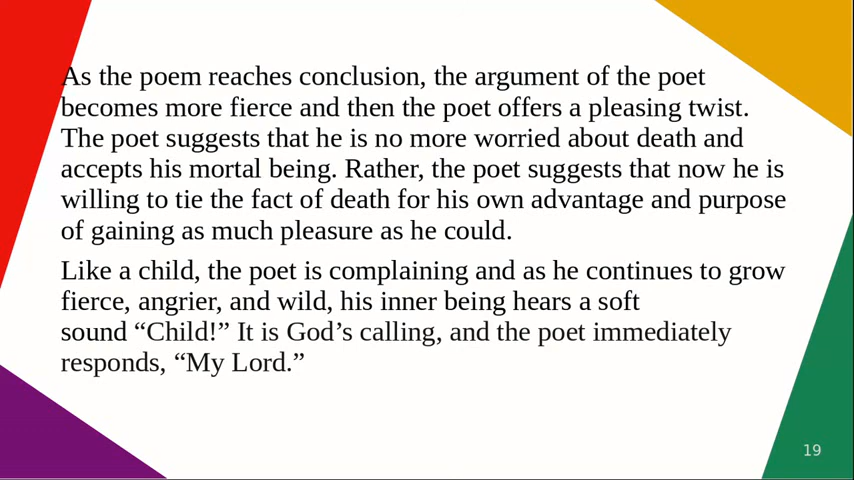 As the poem reaches conclusion, the argument of the poet
becomes more fierce and then the poet offers a pleasing twist.
The poet suggests that he is no more worried about death and
accepts his mortal being. Rather, the poet suggests that now he is
willing to tie the fact of death for his own advantage and purpose
of gaining as much pleasure as he could.
Like a child, the poet is complaining and as he continues to grow
fierce, angrier, and wild, his inner being hears a soft
sound “Child!” It is God’s calling, and the poet immediately
responds, “My Lord.”
19